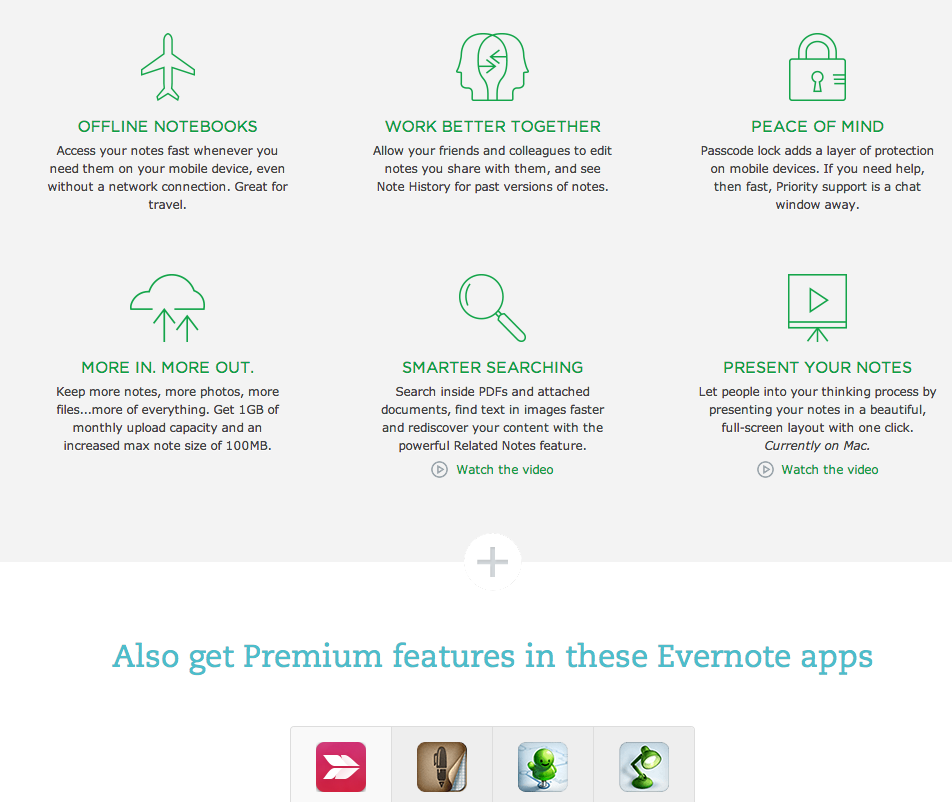 OFFLINE NOTEBOOKS
Access your notes fast whenever you
need them on your mobile device, even
without a network connection. Great for
travel.
WORK BETTER TOGETHER
Allow your friends and colleagues to edit
notes you share with them, and see
Note History for past versions of notes.
PEACE OF MIND
Passcode lock adds a layer of protection
on mobile devices. If you need help,
then fast, Priority support is a chat
window away.
MORE IN. MORE OUT.
Keep more notes, more photos, more
files...more of everything. Get 1GB of
monthly upload capacity and an
increased max note size of 100MB.
SMARTER SEARCHING
Search inside PDFs and attached
documents, find text in images faster
and rediscover your content with the
powerful Related Notes feature.
Watch the video
PRESENT YOUR NOTES
Let people into your thinking process by
presenting your notes in a beautiful,
full-screen layout with one click.
Currently on Mac.
Watch the video
Also get Premium features in these Evernote apps